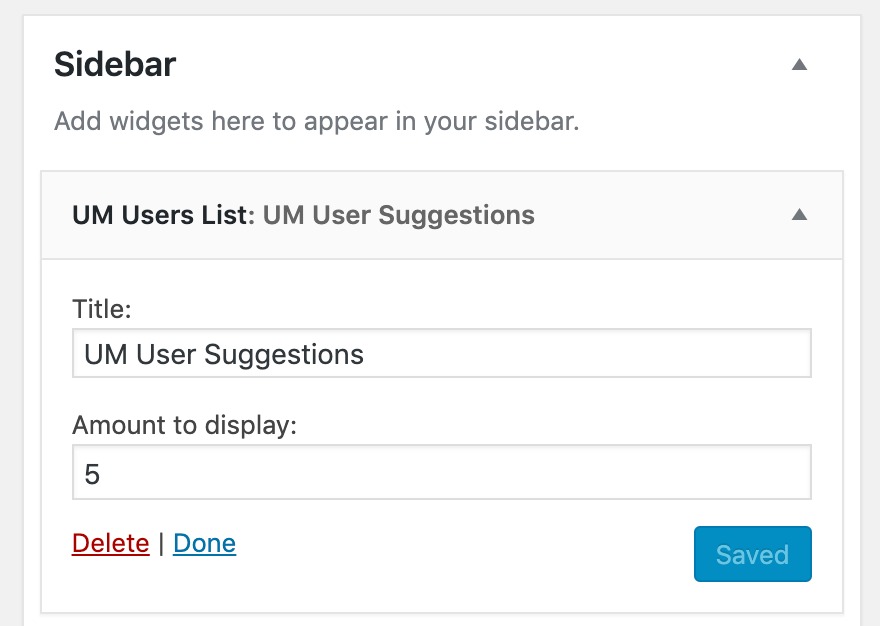 Sidebar
Add widgets here to appear in your sidebar.
UM Users List: UM User Suggestions
Title:
UM User Suggestions
Amount to display:
5
Delete | Done
Saved